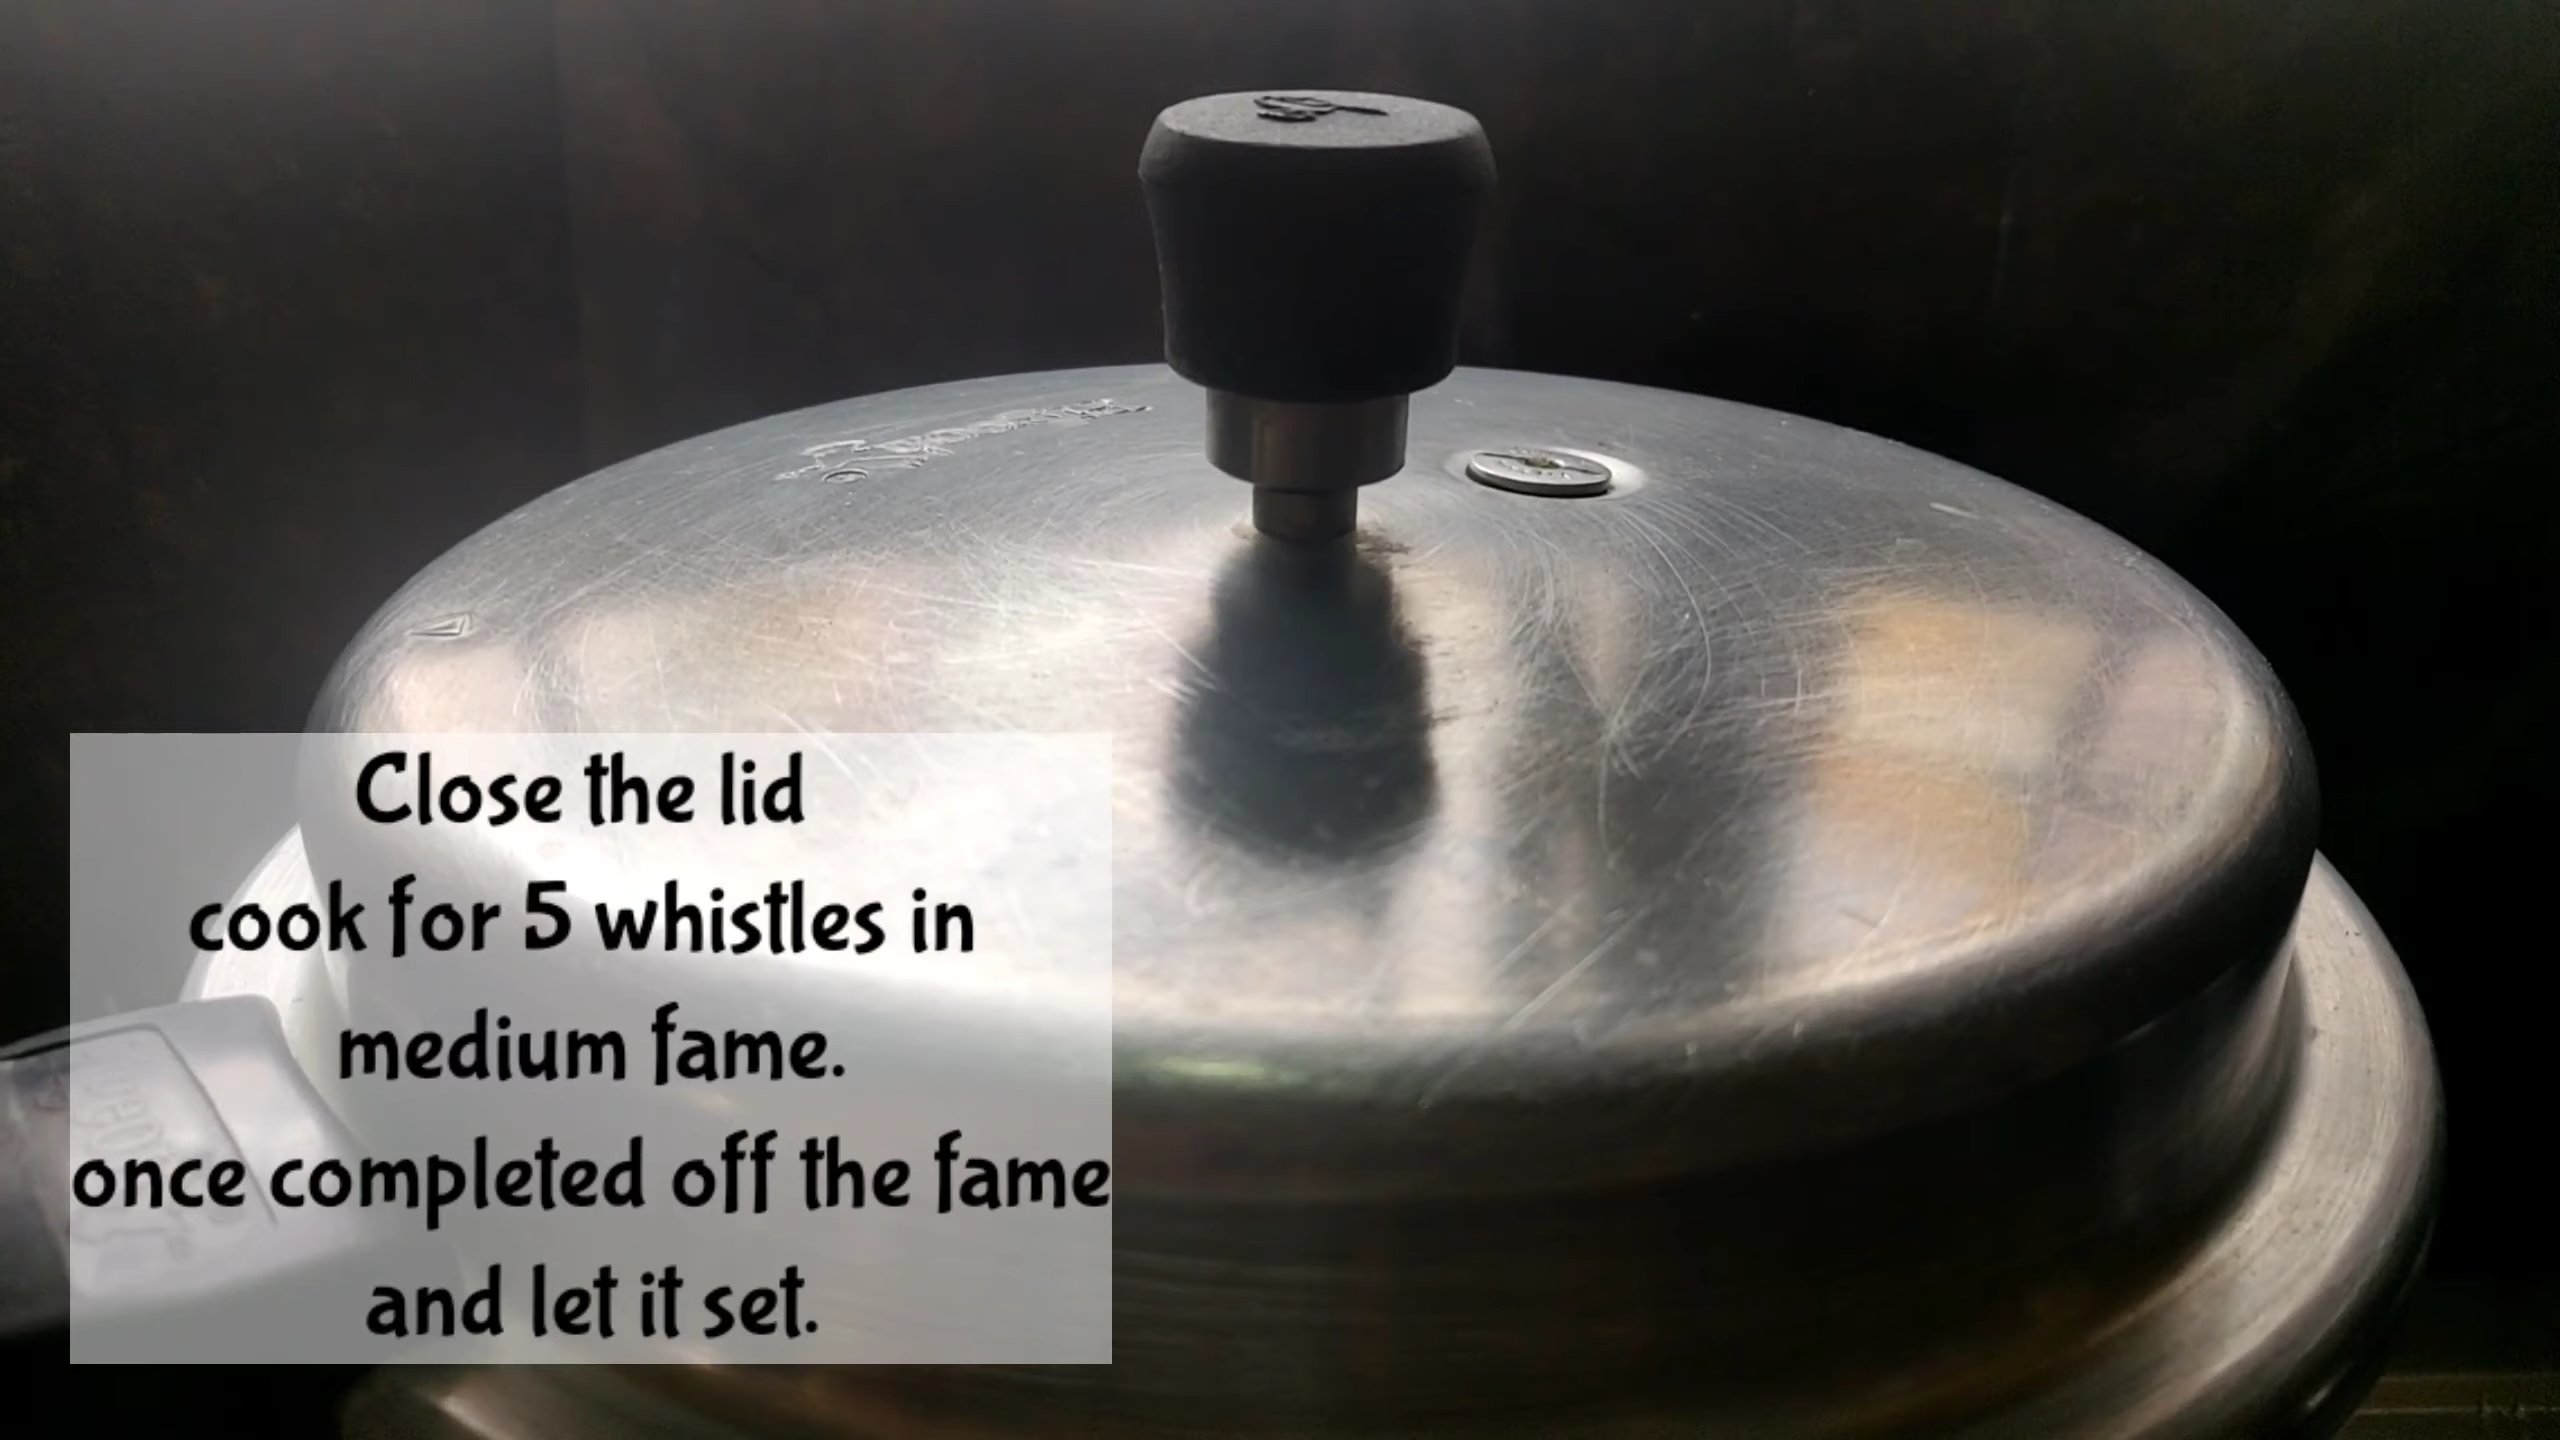 Close the lid
cook for 5 whistles in
medium fame.
once completed off the fame
and let it set.